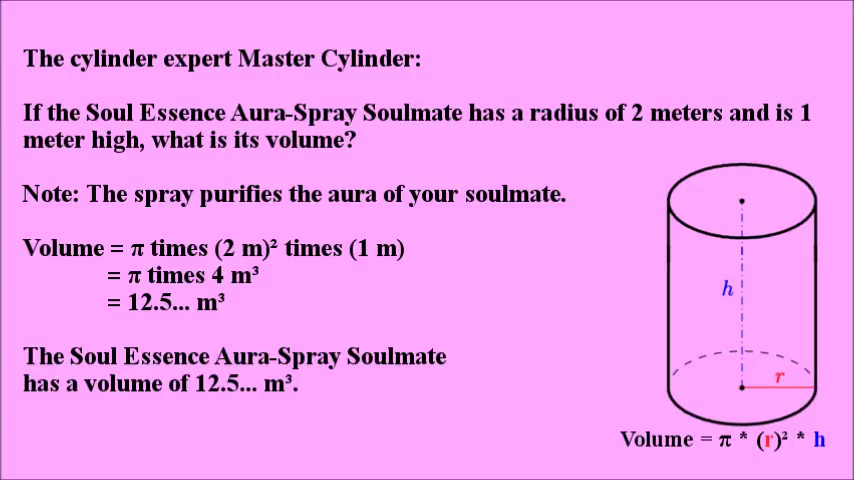 The cylinder expert Master Cylinder:
If the Soul Essence Aura-Spray Soulmate has a radius of 2 meters and is 1
meter high, what is its volume?
Note: The spray purifies the aura of your soulmate.
Volume = π times (2 m)² times (1 m)
= π times 4 m³
= 12.5... m³
The Soul Essence Aura-Spray Soulmate
has a volume of 12.5... m³.
h
r
Volume = π * (r)² * h